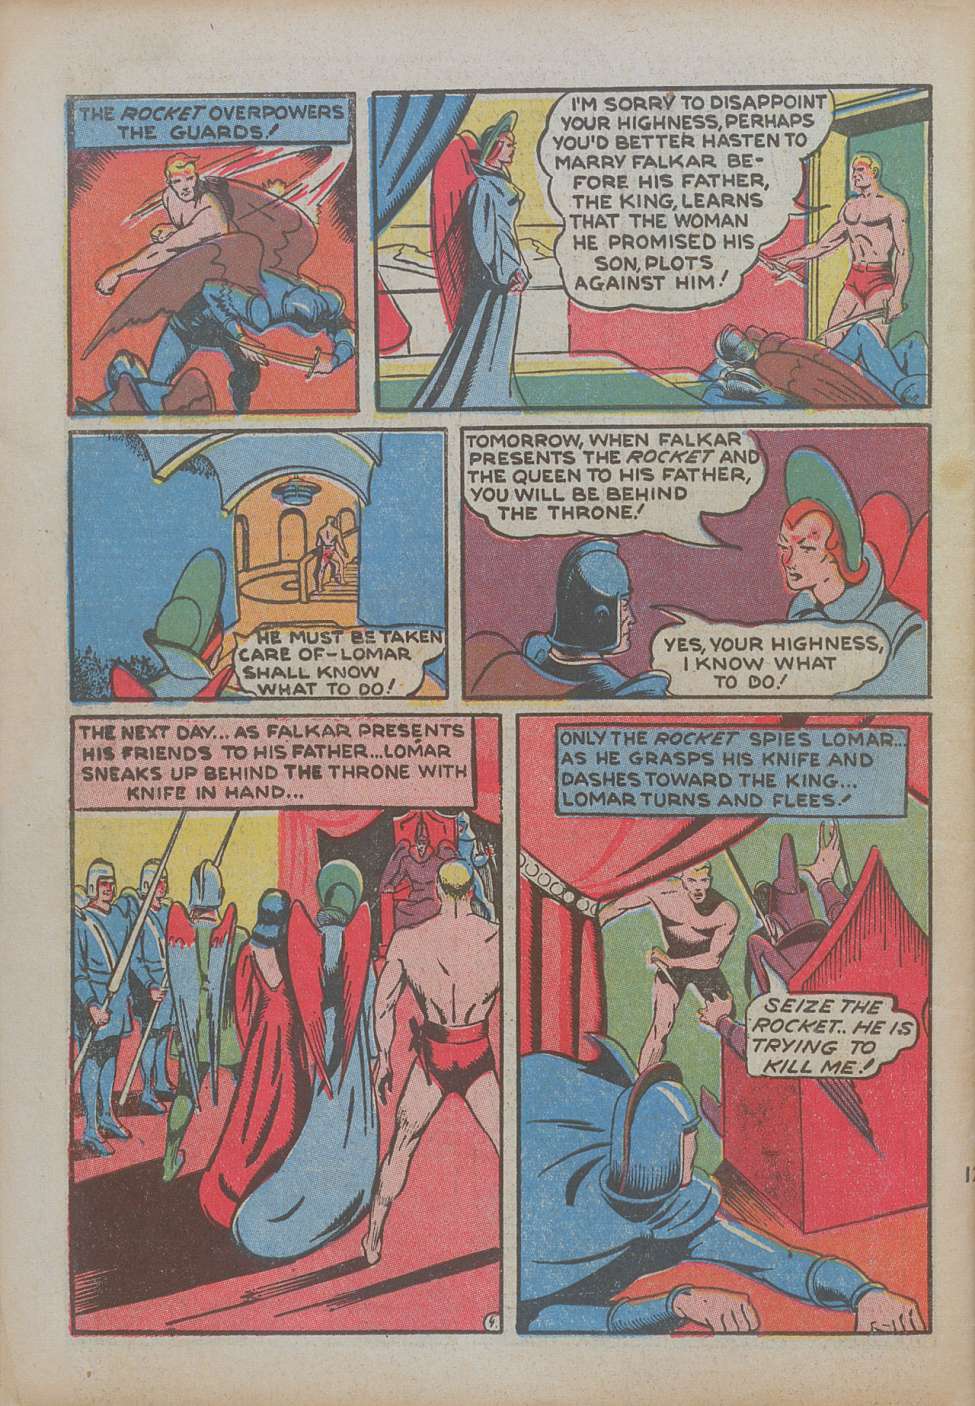 THE ROCKET OVERPOWERS
THE GUARDS!
I'M SORRY TO DISAPPOINT
YOUR HIGHNESS, PERHAPS
YOU'D BETTER HASTEN TO
MARRY FALKAR BE-
FORE HIS FATHER,
THE KING, LEARNS
THAT THE WOMAN
HE PROMISED HIS
SON, PLOTS
AGAINST HIM!
HE MUST BE TAKEN
CARE OF-LOMAR
SHALL KNOW
WHAT TO DO!
TOMORROW, WHEN FALKAR
PRESENTS THE ROCKET AND
THE QUEEN TO HIS FATHER,
YOU WILL BE BEHIND
THE THRONE!
YES, YOUR HIGHNESS,
I KNOW WHAT
TO DO!
THE NEXT DAY... AS FALKAR PRESENTS
HIS FRIENDS TO HIS FATHER...LOMAR
SNEAKS UP BEHIND THE THRONE WITH
KNIFE IN HAND...
ONLY THE ROCKET SPIES LOMAR...
AS HE GRASPS HIS KNIFE AND
DASHES TOWARD THE KING...
LOMAR TURNS AND FLEES!
SEIZE THE
ROCKET.. HE IS
TRYING TO
KILL ME!
4.